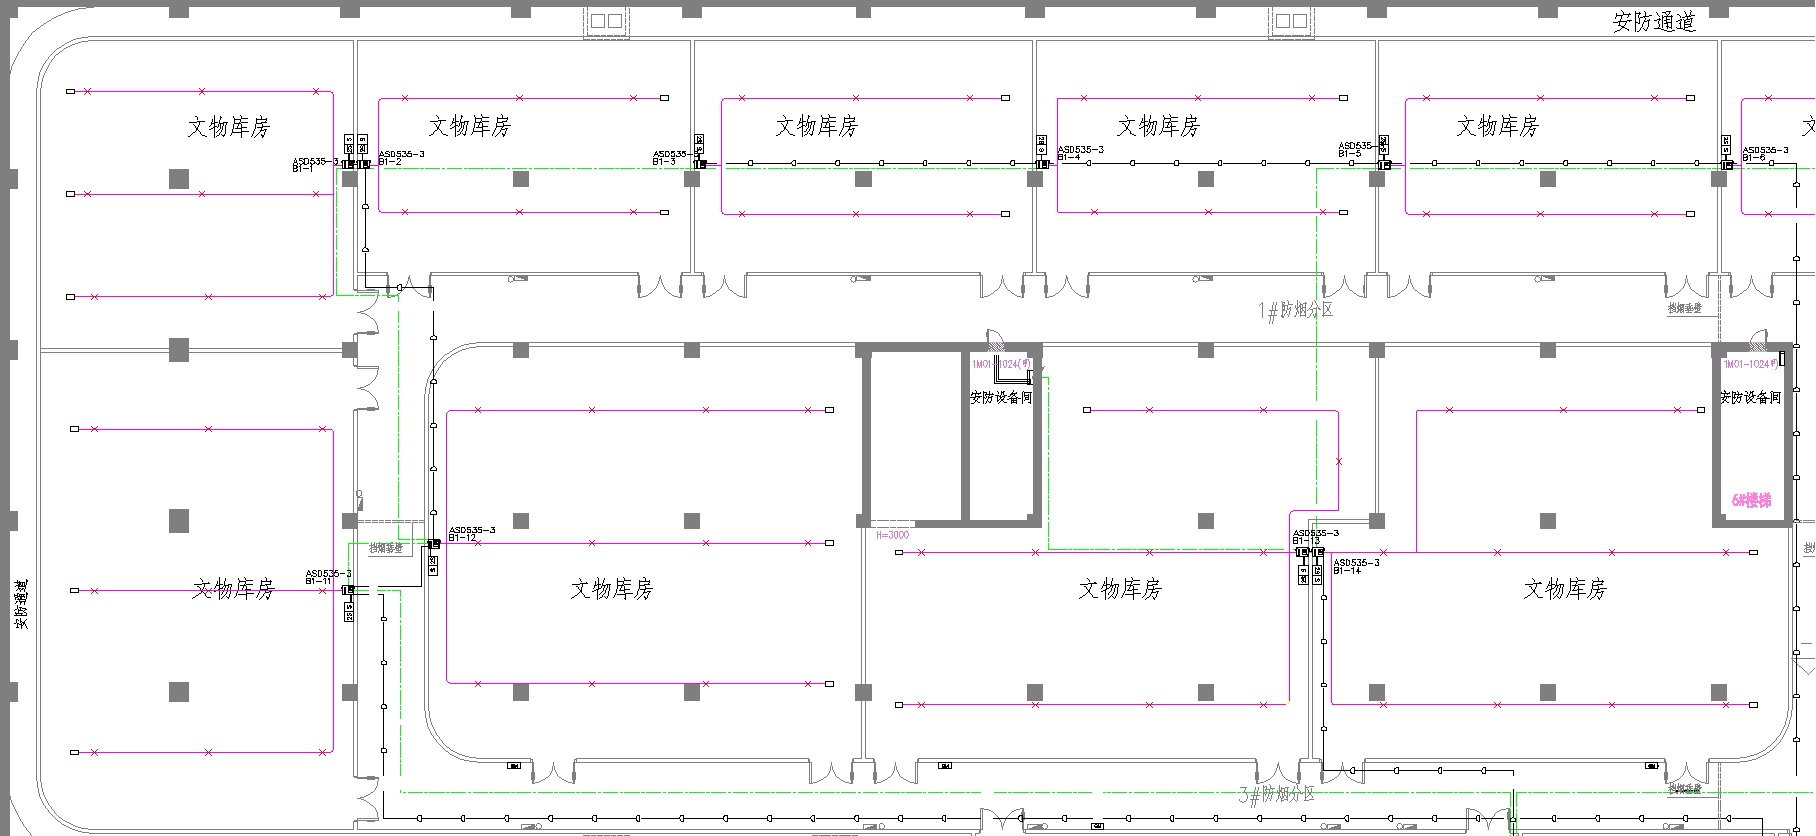 安防通道
文物库房
文物库房
文物库房
文物库房
文物库房
文
ASD535-3
B1-1
ASD535-3
B1-2
ASD535-
B1-3
ASD535-3
B1-4
ASD535-
B1-5
ASD535-3
B1-6
1#防烟分区
挡烟垂壁
1M01-1024(甲)
安防设备间
1M01-1024甲)
安防设备间
6#楼梯
H=3000
ASD535-3
B1-12
挡烟垂壁
ASD535-3
B1-11
ASD535-3
B1-13
ASD535-3
B1-14
安防通道
文物库房
文物库房
文物库房
文物库房
3#防烟分区
挡烟垂壁